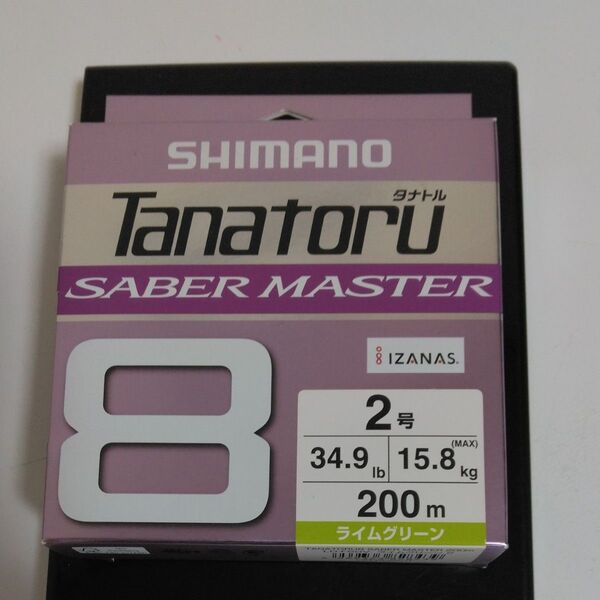 SHIMANO
タナトル
Tanatoru
SABER MASTER
8
IZANAS
2号
34.9 lb 15.8 (MAX) kg
200m
ライムグリーン